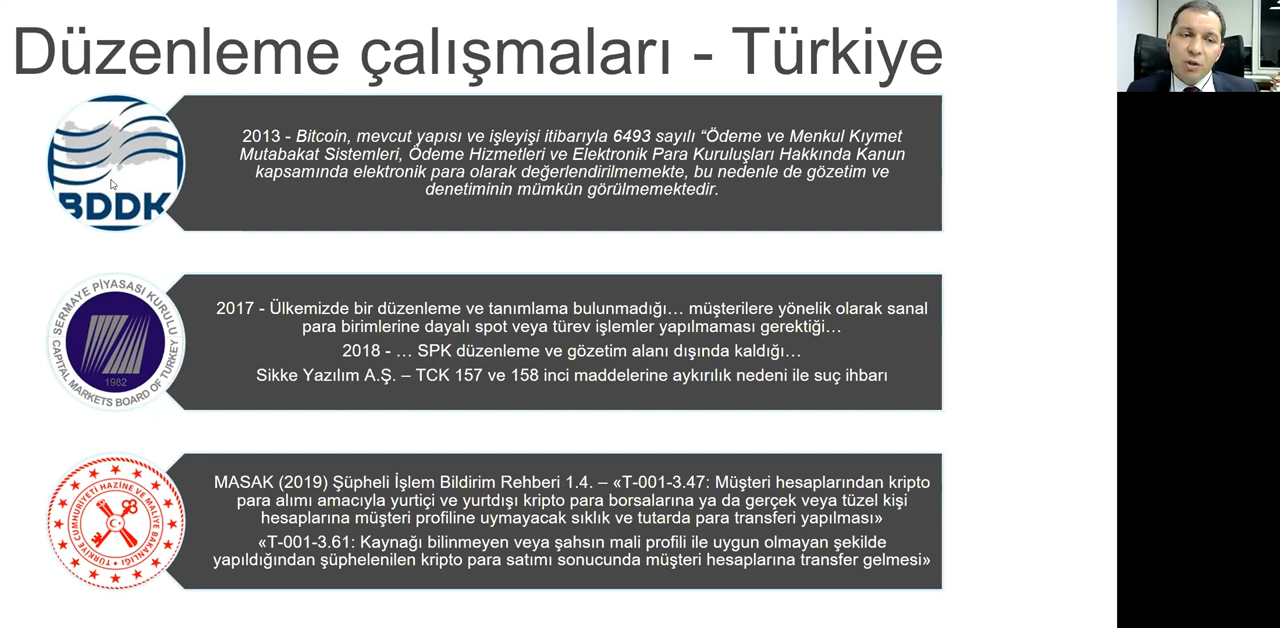 Düzenleme çalışmaları - Türkiye
2013 - Bitcoin, mevcut yapısı ve işleyişi itibarıyla 6493 sayılı “Ödeme ve Menkul Kıymet
Mutabakat Sistemleri, Ödeme Hizmetleri ve Elektronik Para Kuruluşları Hakkında Kanun
kapsamında elektronik para olarak değerlendirilmemekte, bu nedenle de gözetim ve
denetiminin mümkün görülmemektedir.
BDDK
2017 - Ülkemizde bir düzenleme ve tanımlama bulunmadığı… müşterilere yönelik olarak sanal
para birimlerine dayalı spot veya türev işlemler yapılmaması gerektiği…
2018 - … SPK düzenleme ve gözetim alanı dışında kaldığı…
Sikke Yazılım A.Ş. – TCK 157 ve 158 inci maddelerine aykırılık nedeni ile suç ihbarı
SERMAYE PİYASASI KURULU
1982
CAPITAL MARKETS BOARD OF TURKEY
MASAK (2019) Şüpheli İşlem Bildirim Rehberi 1.4. – «T-001-3.47: Müşteri hesaplarından kripto
para alımı amacıyla yurtiçi ve yurtdışı kripto para borsalarına ya da gerçek veya tüzel kişi
hesaplarına müşteri profiline uymayacak sıklık ve tutarda para transferi yapılması»
«T-001-3.61: Kaynağı bilinmeyen veya şahsın mali profili ile uygun olmayan şekilde
yapıldığından şüphelenilen kripto para satımı sonucunda müşteri hesaplarına transfer gelmesi»
TÜRKİYE CUMHURİYETİ HAZİNE VE MALİYE BAKANLIĞI